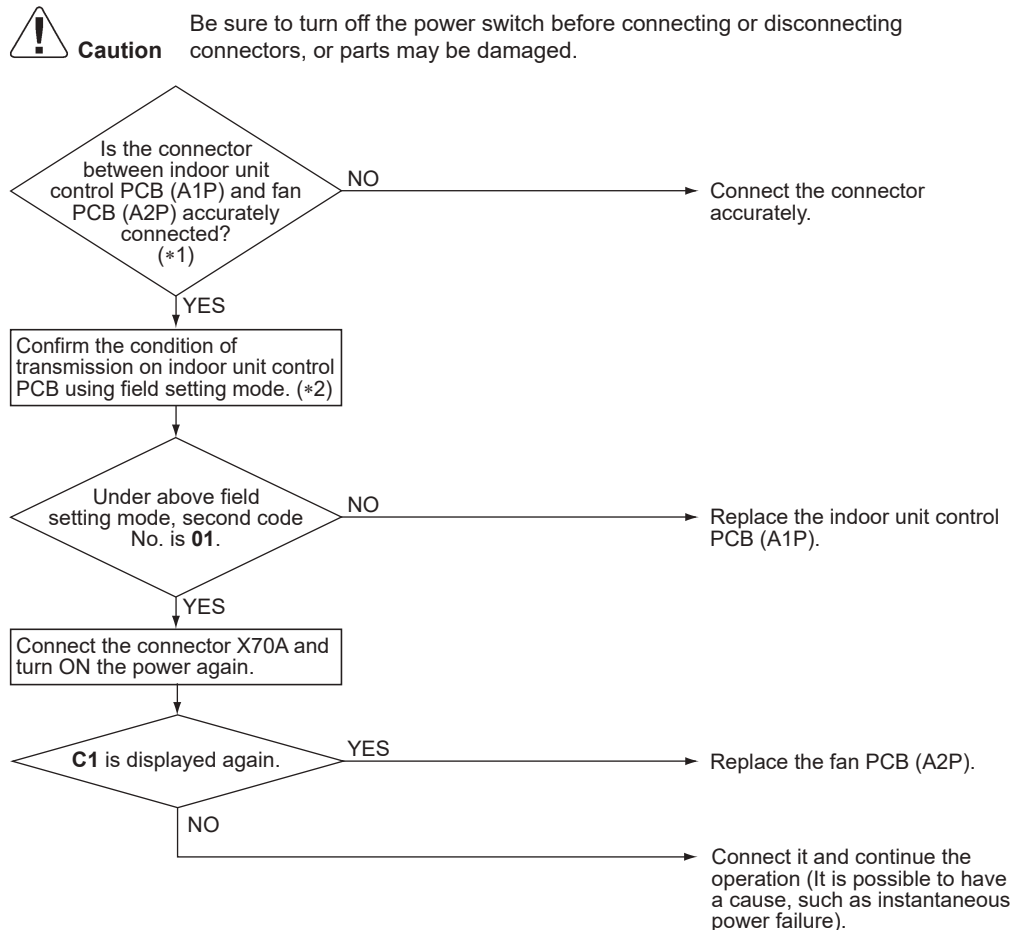 Be sure to turn off the power switch before connecting or disconnecting
Caution connectors, or parts may be damaged.
Is the connector
between indoor unit
control PCB (A1P) and fan
PCB (A2P) accurately
connected?
(∗1)
NO
Connect the connector
accurately.
YES
Confirm the condition of
transmission on indoor unit control
PCB using field setting mode. (∗2)
Under above field
setting mode, second code
No. is 01.
NO
Replace the indoor unit control
PCB (A1P).
YES
Connect the connector X70A and
turn ON the power again.
C1 is displayed again.
YES
Replace the fan PCB (A2P).
NO
Connect it and continue the
operation (It is possible to have
a cause, such as instantaneous
power failure).